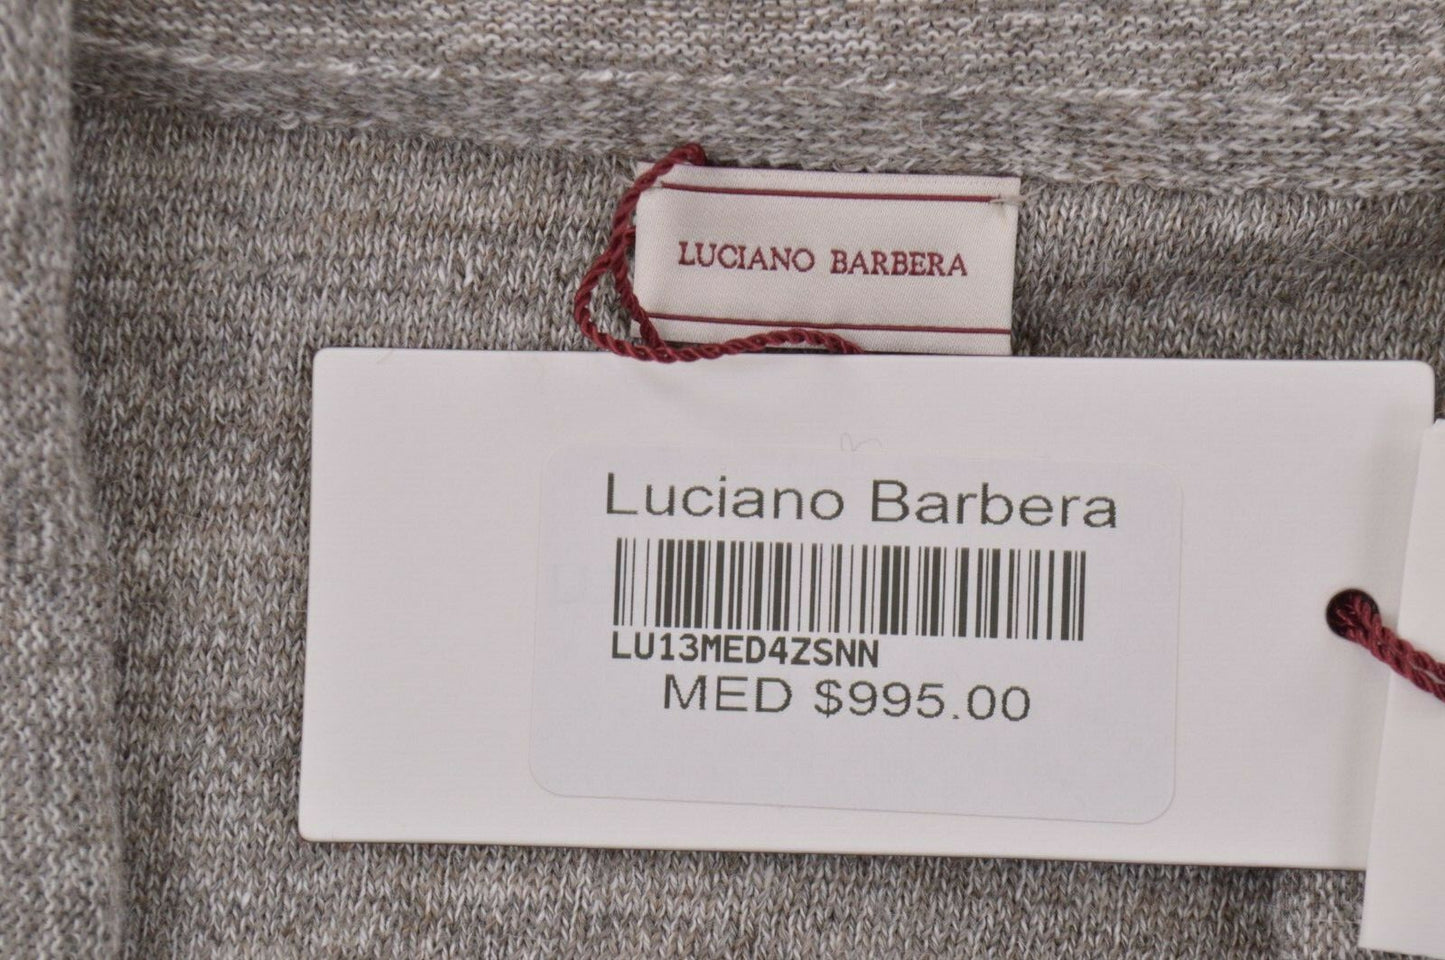 LUCIANO BARBERA
Luciano Barbera
LU13MED4ZSNN
MED $995.00